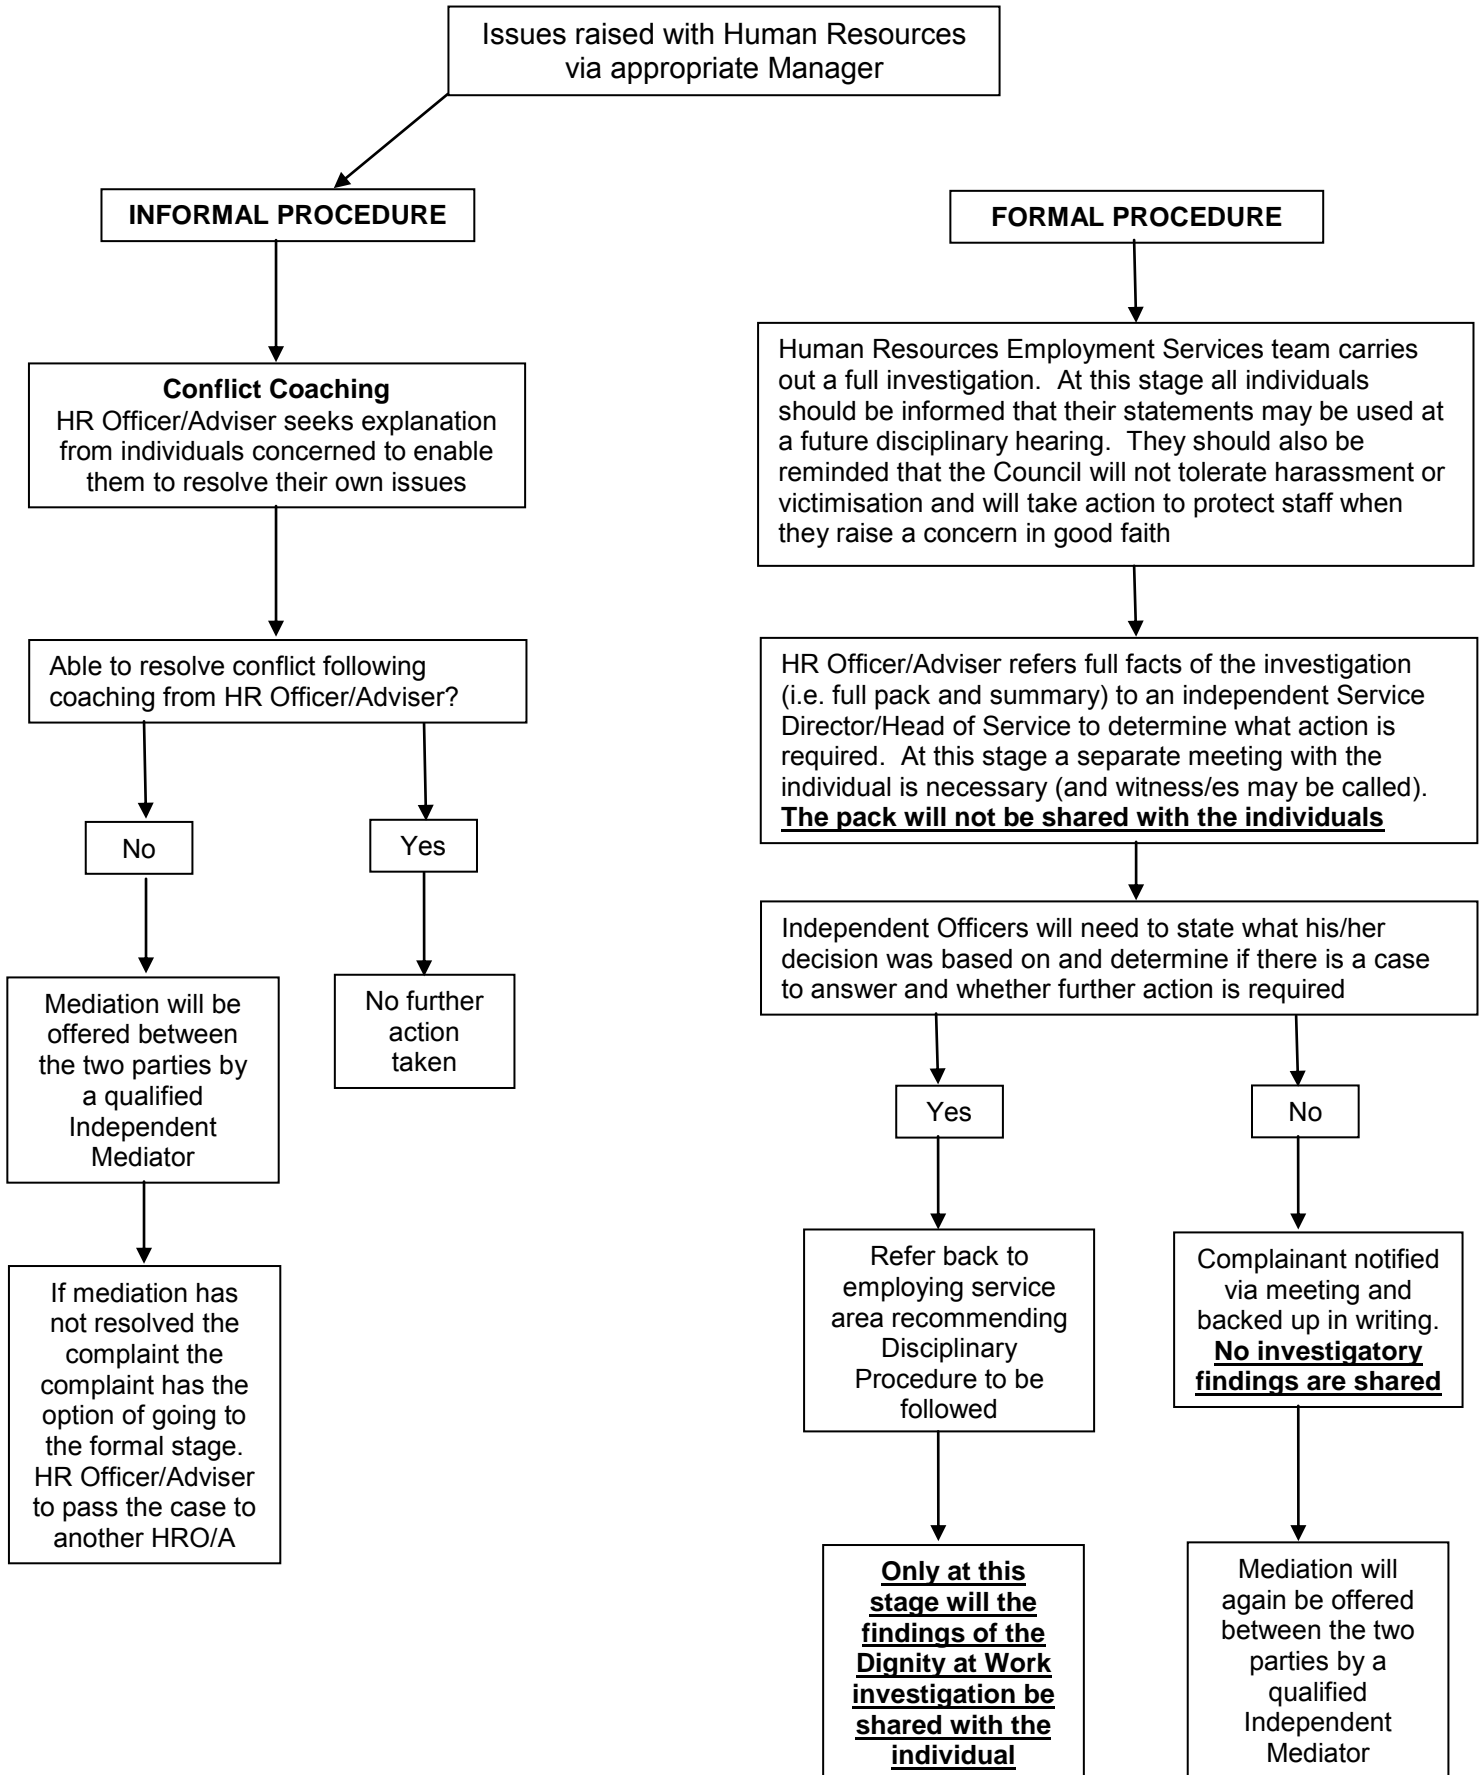 Issues raised with Human Resources
via appropriate Manager
INFORMAL PROCEDURE
Conflict Coaching
HR Officer/Adviser seeks explanation
from individuals concerned to enable
them to resolve their own issues
Able to resolve conflict following
coaching from HR Officer/Adviser?
No
Yes
Mediation will be
offered between
the two parties by
a qualified
Independent
Mediator
No further
action
taken
If mediation has
not resolved the
complaint the
complaint has the
option of going to
the formal stage.
HR Officer/Adviser
to pass the case to
another HRO/A
FORMAL PROCEDURE
Human Resources Employment Services team carries
out a full investigation. At this stage all individuals
should be informed that their statements may be used at
a future disciplinary hearing. They should also be
reminded that the Council will not tolerate harassment or
victimisation and will take action to protect staff when
they raise a concern in good faith
HR Officer/Adviser refers full facts of the investigation
(i.e. full pack and summary) to an independent Service
Director/Head of Service to determine what action is
required. At this stage a separate meeting with the
individual is necessary (and witness/es may be called).
The pack will not be shared with the individuals
Independent Officers will need to state what his/her
decision was based on and determine if there is a case
to answer and whether further action is required
Yes
No
Refer back to
employing service
area recommending
Disciplinary
Procedure to be
followed
Complainant notified
via meeting and
backed up in writing.
No investigatory
findings are shared
Only at this
stage will the
findings of the
Dignity at Work
investigation be
shared with the
individual
Mediation will
again be offered
between the two
parties by a
qualified
Independent
Mediator